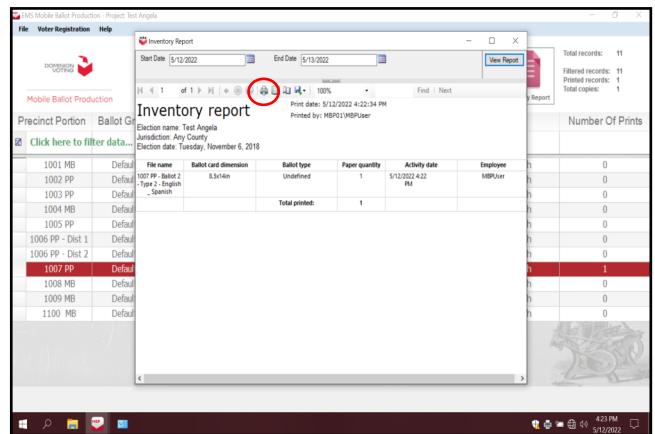 EMS Mobile Ballot Production - Project: Test Angela
File Voter Registration Help
DOMINION
VOTING
Mobile Ballot Production
Total records: 11
Filtered records: 11
Printed records: 1
Total copies: 1
y Report
Inventory Report
Start Date 5/12/2022 End Date 5/13/2022 View Report
1 of 1 100% Find | Next
Inventory report
Print date: 5/12/2022 4:22:34 PM
Printed by: MBP01\MBPUser
Election name: Test Angela
Jurisdiction: Any County
Election date: Tuesday, November 6, 2018
File name Ballot card dimension Ballot type Paper quantity Activity date Employee
1007 PP - Ballot 2 8.5x14in Undefined 1 5/12/2022 4:22 MBPUser
- Type 2 - English PM
_ Spanish
Total printed: 1
Precinct Portion Ballot Gr Number Of Prints
Click here to filter data...
1001 MB Defaul h 0
1002 PP Defaul h 0
1003 PP Defaul h 0
1004 MB Defaul h 0
1005 PP Defaul h 0
1006 PP - Dist 1 Defaul h 0
1006 PP - Dist 2 Defaul h 0
1007 PP Defaul h 1
1008 MB Defaul h 0
1009 MB Defaul h 0
1100 MB Defaul h 0
MBP
4:23 PM
5/12/2022